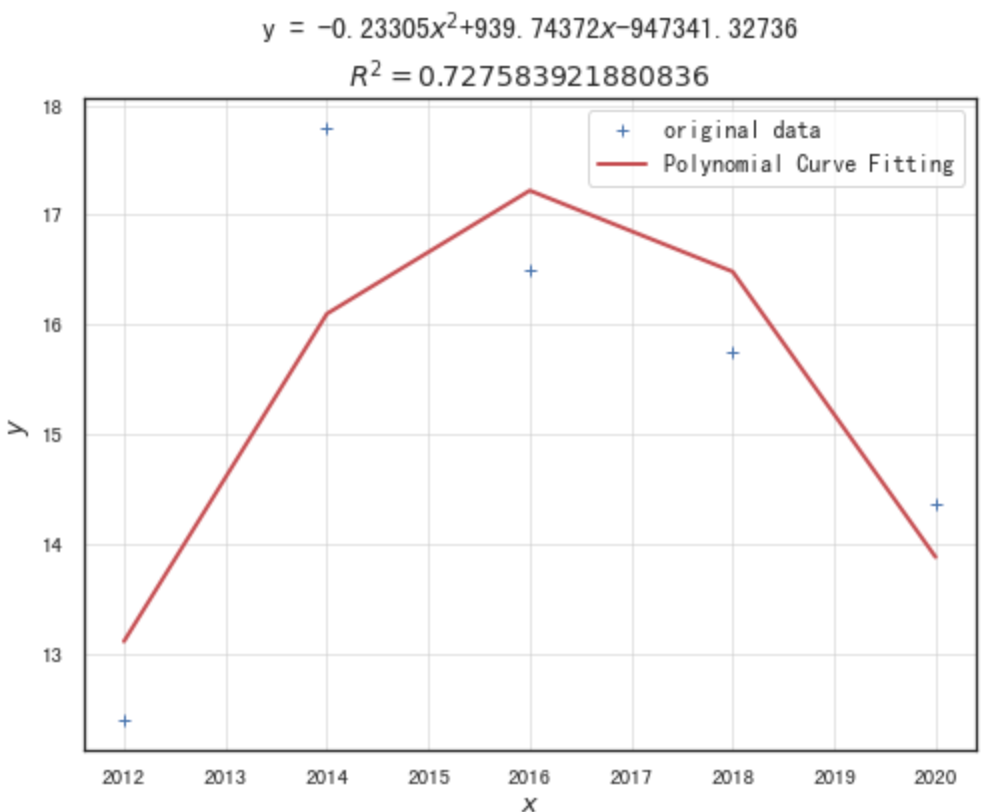 y = −0.23305x²+939.74372x−947341.32736
R² = 0.727583921880836
original data
Polynomial Curve Fitting
18
17
16
15
14
13
y
2012 2013 2014 2015 2016 2017 2018 2019 2020
x